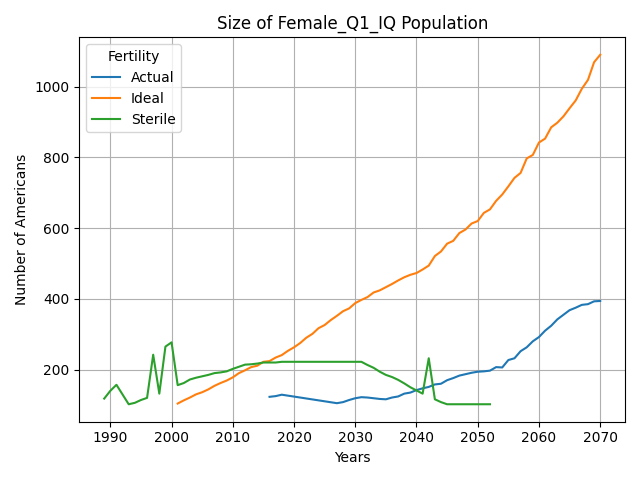 Size of Female_Q1_IQ Population
Fertility
Actual
Ideal
Sterile
Number of Americans
1000
800
600
400
200
1990 2000 2010 2020 2030 2040 2050 2060 2070
Years